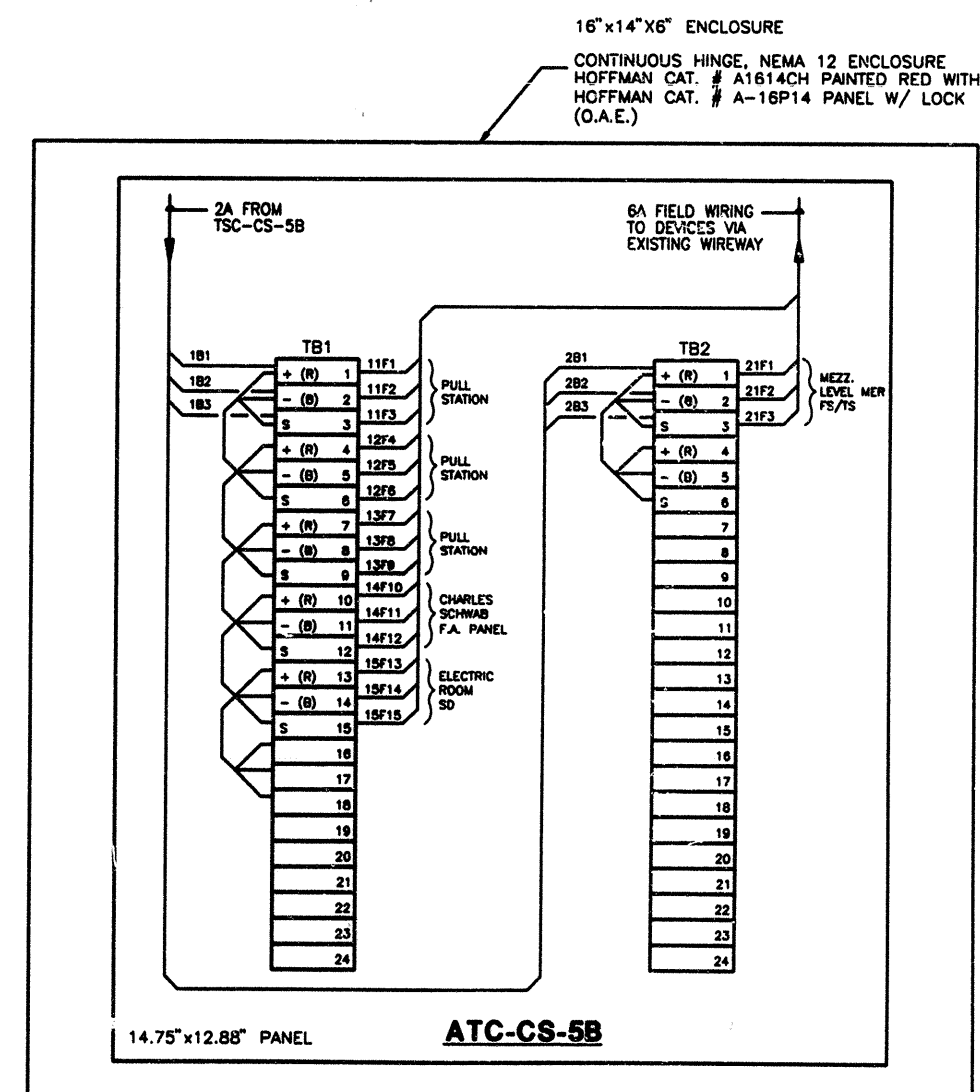 16"x14"X6" ENCLOSURE
CONTINUOUS HINGE, NEMA 12 ENCLOSURE
HOFFMAN CAT. # A1614CH PAINTED RED WITH
HOFFMAN CAT. # A-16P14 PANEL W/ LOCK
(O.A.E.)
2A FROM
TSC-CS-5B
6A FIELD WIRING
TO DEVICES VIA
EXISTING WIREWAY
TB1
1B1
1B2
1B3
+ (R) 1 11F1
- (B) 2 11F2
S 3 11F3
PULL
STATION
+ (R) 4 12F4
- (B) 5 12F5
S 6 12F6
PULL
STATION
+ (R) 7 13F7
- (B) 8 13F8
S 9 13F9
PULL
STATION
+ (R) 10 14F10
- (B) 11 14F11
S 12 14F12
CHARLES
SCHWAB
F.A. PANEL
+ (R) 13 15F13
- (B) 14 15F14
S 15 15F15
ELECTRIC
ROOM
SD
16
17
18
19
20
21
22
23
24
TB2
2B1
2B2
2B3
+ (R) 1 21F1
- (B) 2 21F2
S 3 21F3
MEZZ.
LEVEL MER
FS/TS
+ (R) 4
- (B) 5
S 6
7
8
9
10
11
12
13
14
15
16
17
18
19
20
21
22
23
24
14.75"x12.88" PANEL
ATC-CS-5B